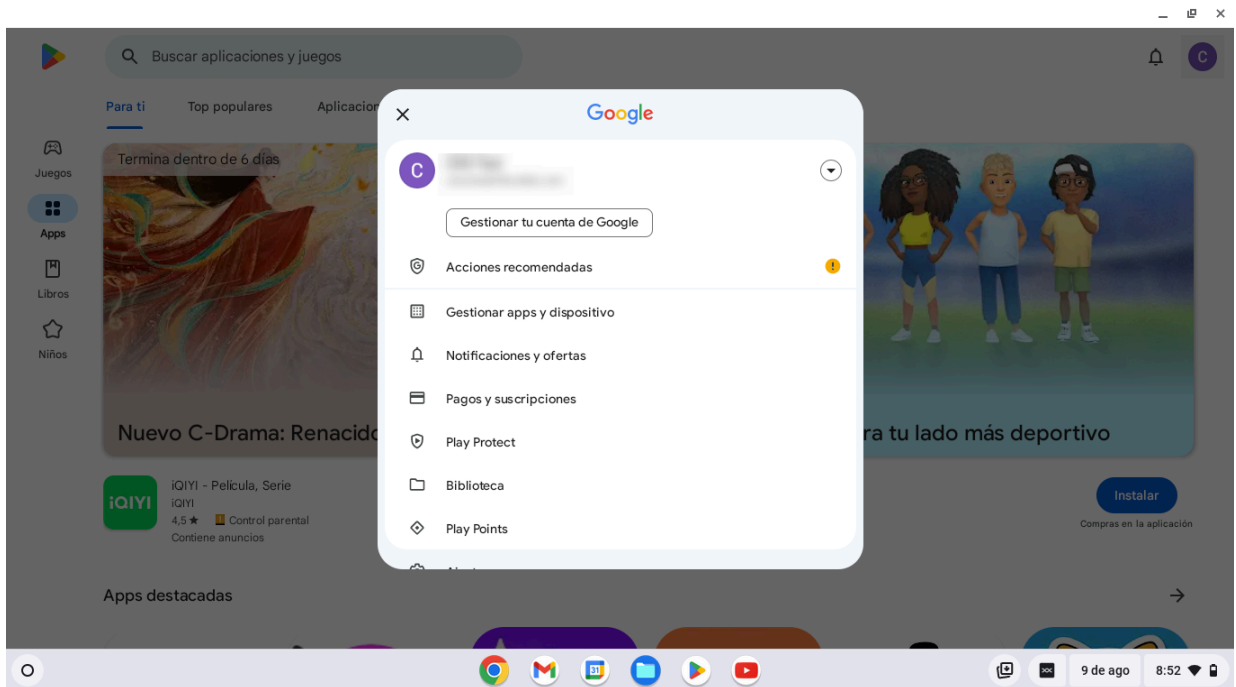 Buscar aplicaciones y juegos
C
Para ti
Top populares
Aplicacion
Google
Juegos
Apps
Libros
Niños
Termina dentro de 6 días
C
Gestionar tu cuenta de Google
Acciones recomendadas
Gestionar apps y dispositivo
Notificaciones y ofertas
Pagos y suscripciones
Play Protect
Biblioteca
Play Points
Nuevo C-Drama: Renacido
ra tu lado más deportivo
iQIYI
iQIYI - Película, Serie
iQIYI
4,5★ Control parental
Contiene anuncios
Instalar
Compras en la aplicación
Apps destacadas
31
9 de ago
8:52